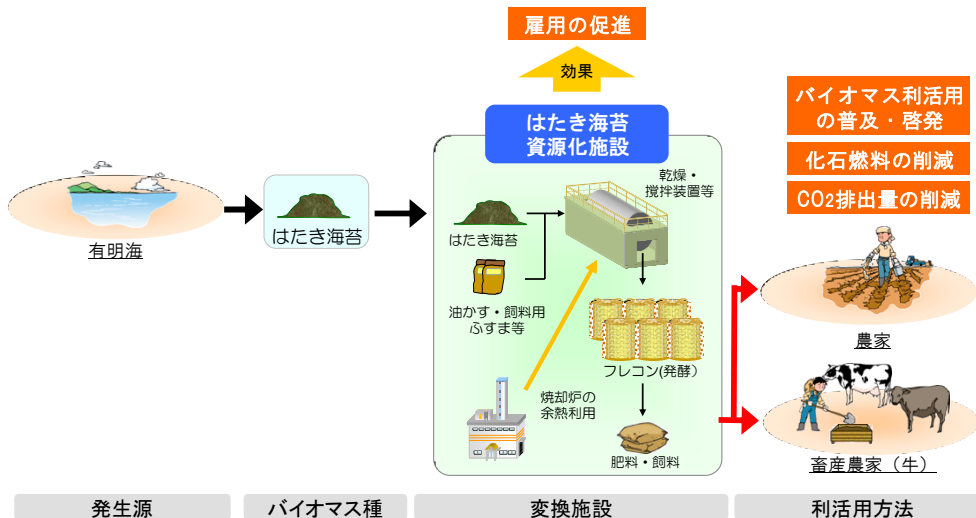 雇用の促進
効果
バイオマス利活用
の普及・啓発
化石燃料の削減
CO2排出量の削減
はたき海苔
資源化施設
乾燥・
撹拌装置等
有明海
はたき海苔
はたき海苔
油かす・飼料用
ふすま等
フレコン(発酵)
焼却炉の
余熱利用
肥料・飼料
農家
畜産農家（牛）
発生源
バイオマス種
変換施設
利活用方法